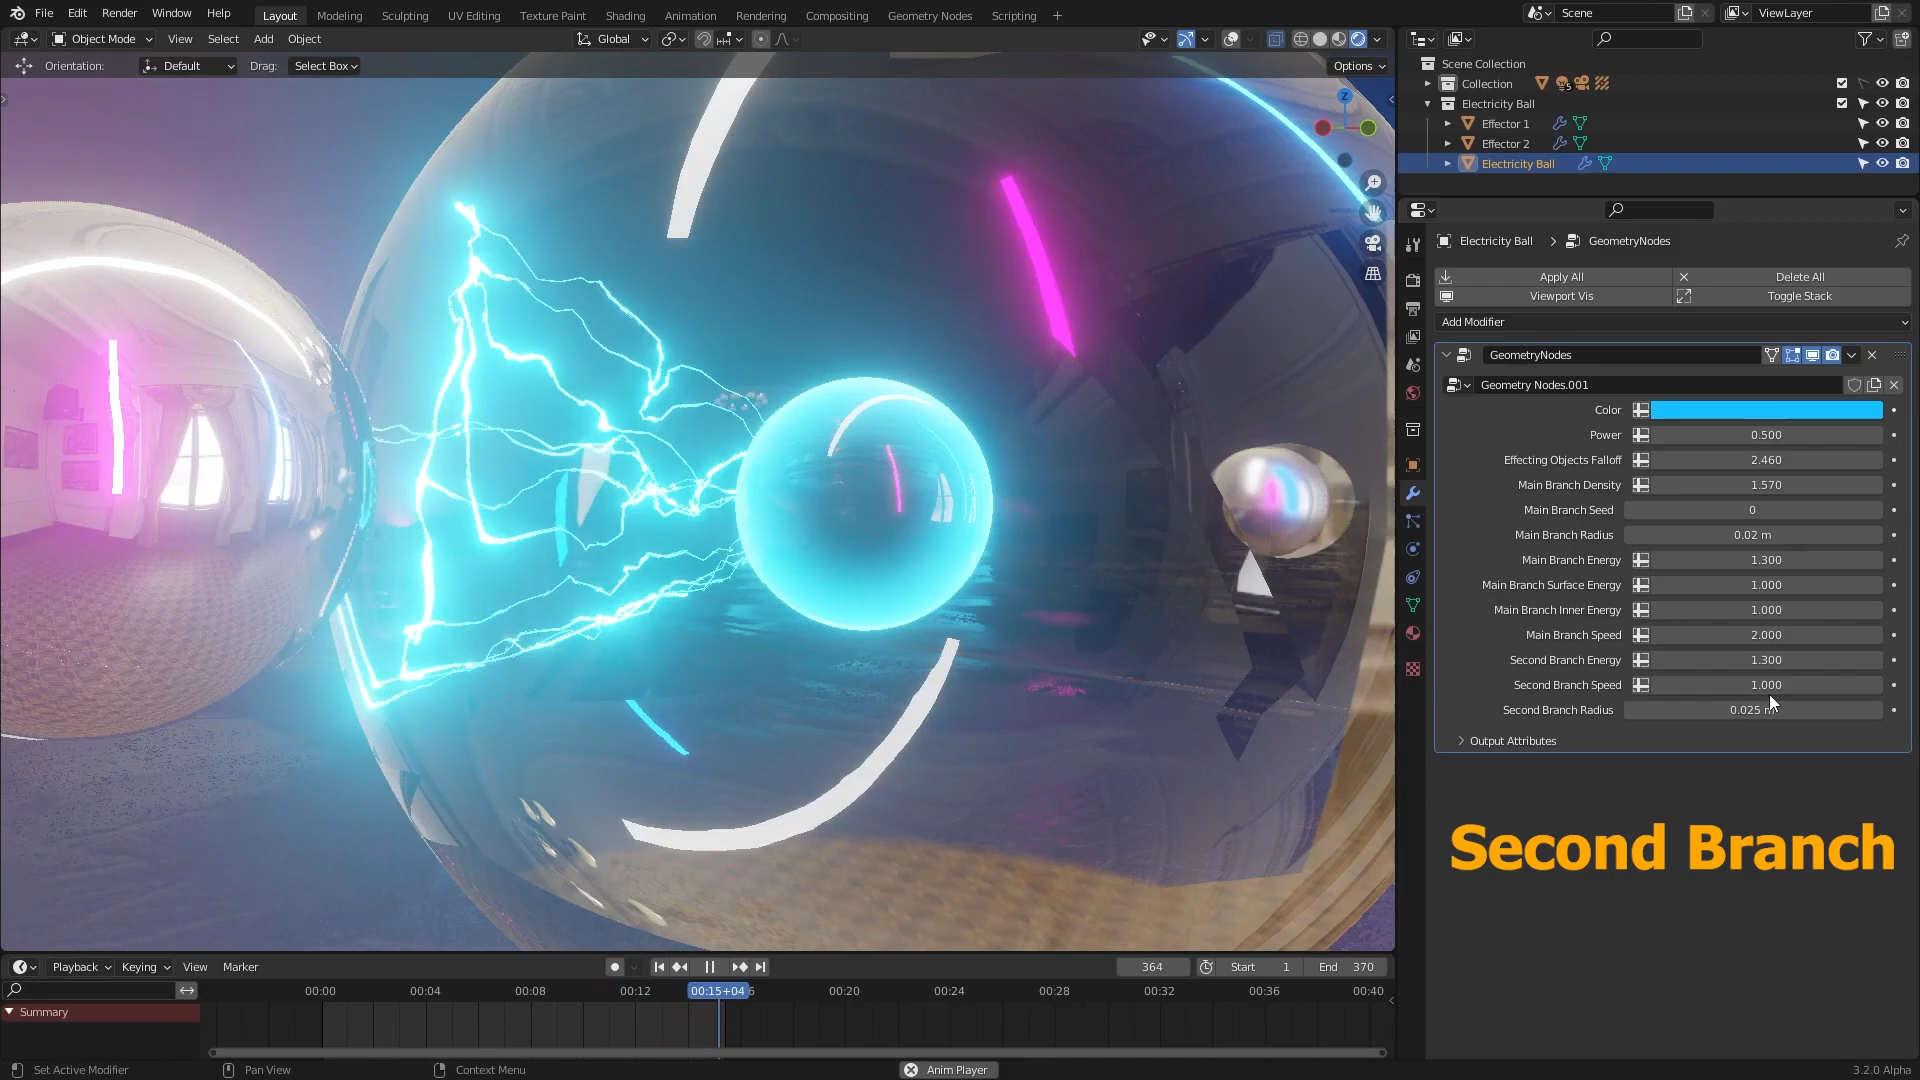 File Edit Render Window Help Layout Modeling Sculpting UV Editing Texture Paint Shading Animation Rendering Compositing Geometry Nodes Scripting + Scene ViewLayer
Object Mode View Select Add Object Global
Orientation: Default Drag: Select Box Options
Z
Scene Collection
Collection 5
Electricity Ball
Effector 1
Effector 2
Electricity Ball
Electricity Ball > GeometryNodes
Apply All Delete All
Viewport Vis Toggle Stack
Add Modifier
GeometryNodes
Geometry Nodes.001
Color
Power 0.500
Effecting Objects Falloff 2.460
Main Branch Density 1.570
Main Branch Seed 0
Main Branch Radius 0.02 m
Main Branch Energy 1.300
Main Branch Surface Energy 1.000
Main Branch Inner Energy 1.000
Main Branch Speed 2.000
Second Branch Energy 1.300
Second Branch Speed 1.000
Second Branch Radius 0.025 m
Output Attributes
Second Branch
Playback Keying View Marker 364 Start 1 End 370
00:00 00:04 00:08 00:12 00:15+04 00:20 00:24 00:28 00:32 00:36 00:40
Summary
Set Active Modifier Pan View Context Menu Anim Player 3.2.0 Alpha